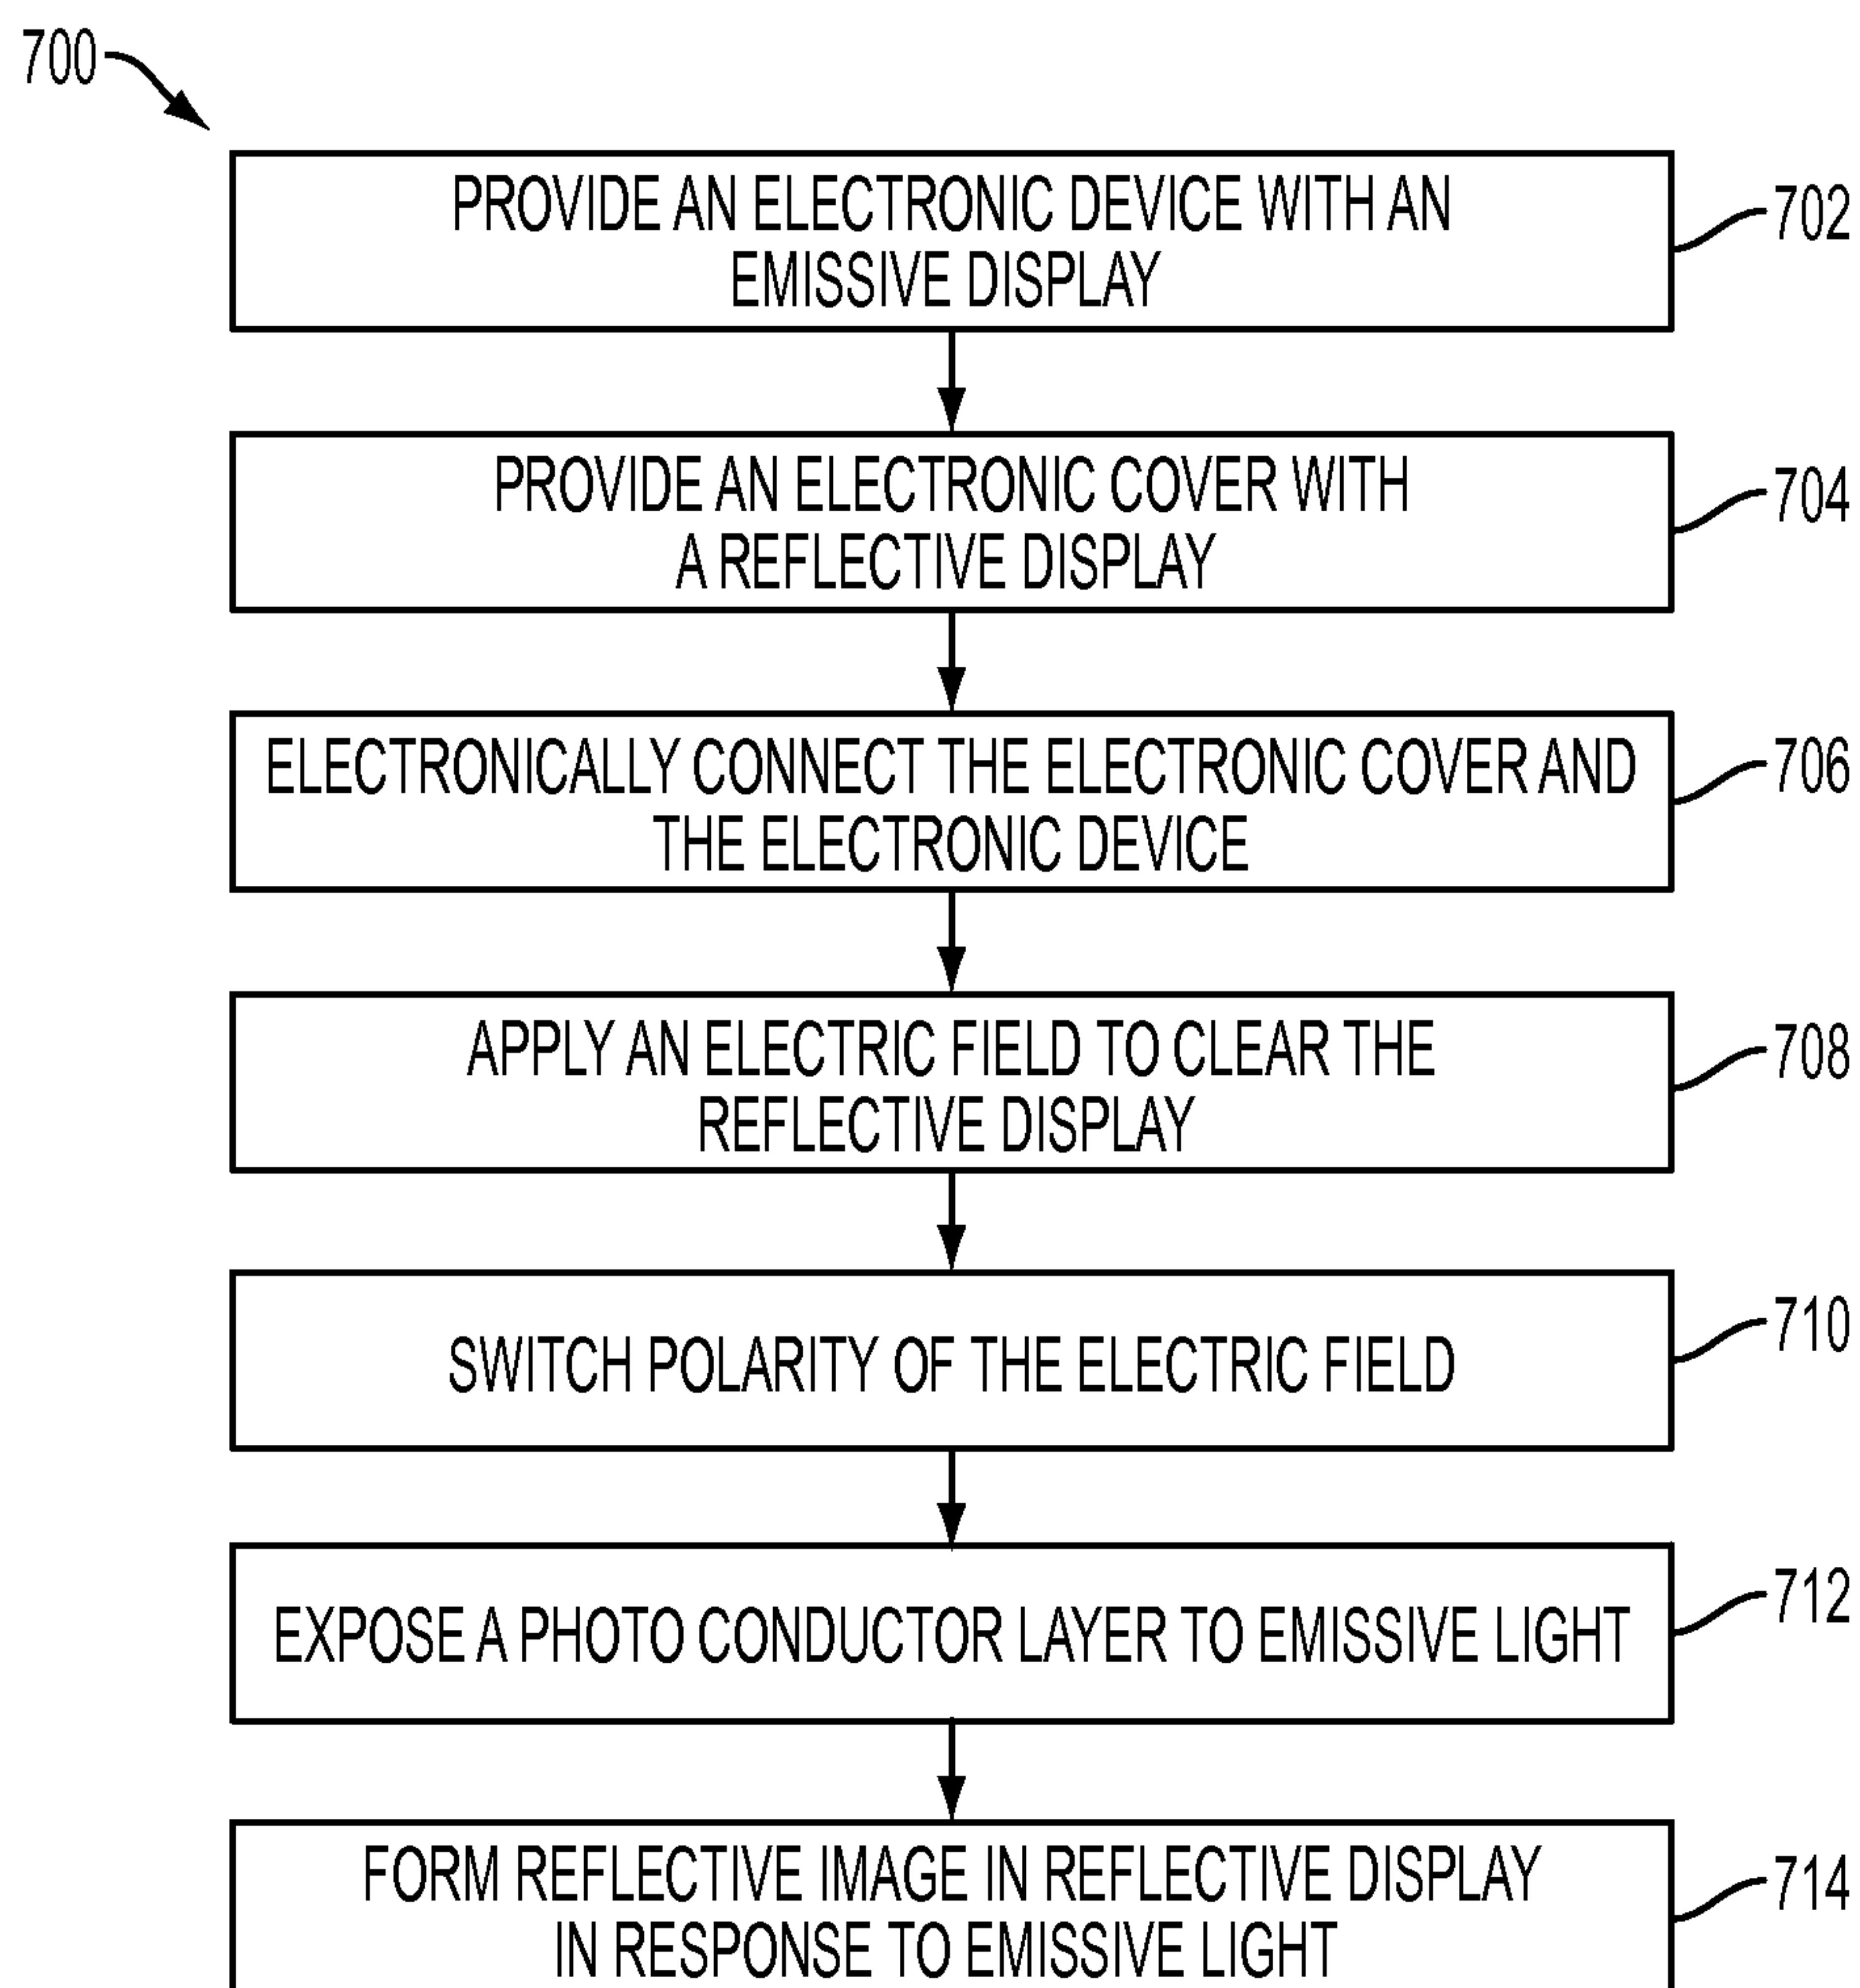 700
PROVIDE AN ELECTRONIC DEVICE WITH AN
EMISSIVE DISPLAY
702
PROVIDE AN ELECTRONIC COVER WITH
A REFLECTIVE DISPLAY
704
ELECTRONICALLY CONNECT THE ELECTRONIC COVER AND
THE ELECTRONIC DEVICE
706
APPLY AN ELECTRIC FIELD TO CLEAR THE
REFLECTIVE DISPLAY
708
SWITCH POLARITY OF THE ELECTRIC FIELD
710
EXPOSE A PHOTO CONDUCTOR LAYER TO EMISSIVE LIGHT
712
FORM REFLECTIVE IMAGE IN REFLECTIVE DISPLAY
IN RESPONSE TO EMISSIVE LIGHT
714